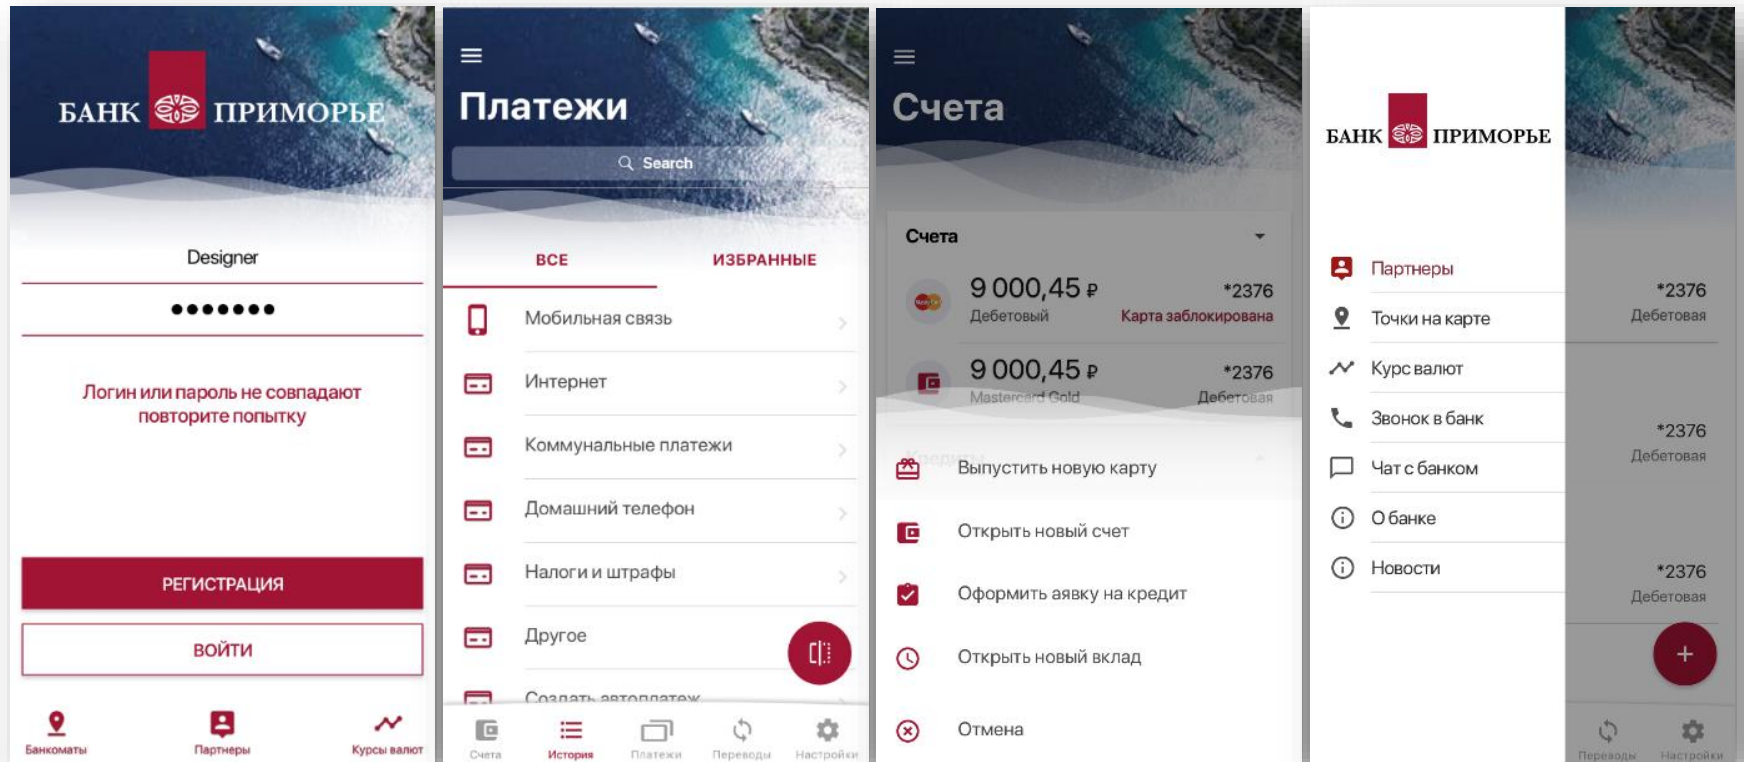 БАНК ПРИМОРЬЕ
Designer
Логин или пароль не совпадают
повторите попытку
РЕГИСТРАЦИЯ
ВОЙТИ
Банкоматы
Партнеры
Курсы валют
Платежи
Search
ВСЕ
ИЗБРАННЫЕ
Мобильная связь
Интернет
Коммунальные платежи
Домашний телефон
Налоги и штрафы
Другое
Создать автоплатеж
Счета
История
Платежи
Переводы
Настройки
Счета
Счета
9 000,45 ₽ *2376
Дебетовый Карта заблокирована
9 000,45 ₽ *2376
Mastercard Gold Дебетовая
Кредиты
Выпустить новую карту
Открыть новый счет
Оформить аявку на кредит
Открыть новый вклад
Отмена
БАНК ПРИМОРЬЕ
Партнеры
Точки на карте
Курс валют
Звонок в банк
Чат с банком
О банке
Новости
*2376
Дебетовая
*2376
Дебетовая
*2376
Дебетовая
Переводы
Настройки